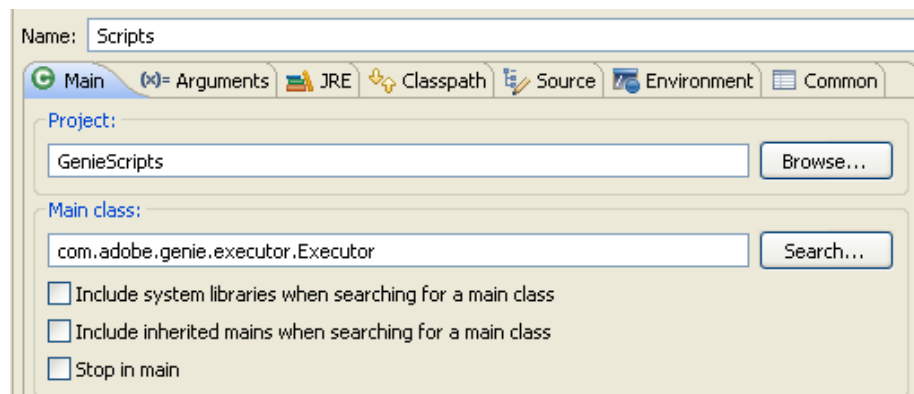 Name: Scripts
Main (x)= Arguments JRE Classpath Source Environment Common
Project:
GenieScripts Browse...
Main class:
com.adobe.genie.executor.Executor Search...
Include system libraries when searching for a main class
Include inherited mains when searching for a main class
Stop in main